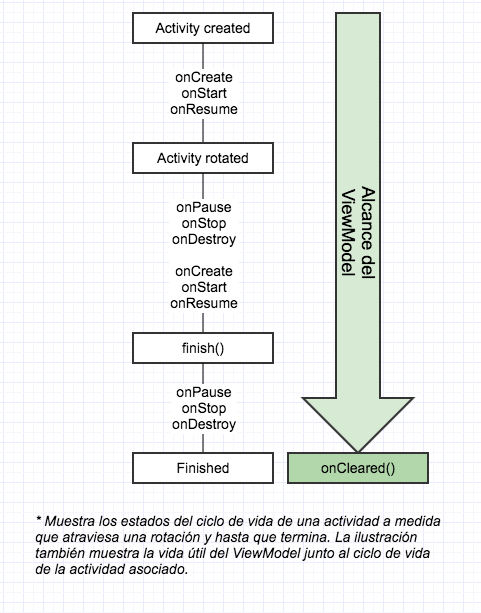 Activity created
onCreate
onStart
onResume
Activity rotated
onPause
onStop
onDestroy
onCreate
onStart
onResume
finish()
onPause
onStop
onDestroy
Finished
Alcance del
ViewModel
onCleared()
* Muestra los estados del ciclo de vida de una actividad a medida
que atraviesa una rotación y hasta que termina. La ilustración
también muestra la vida útil del ViewModel junto al ciclo de vida
de la actividad asociado.